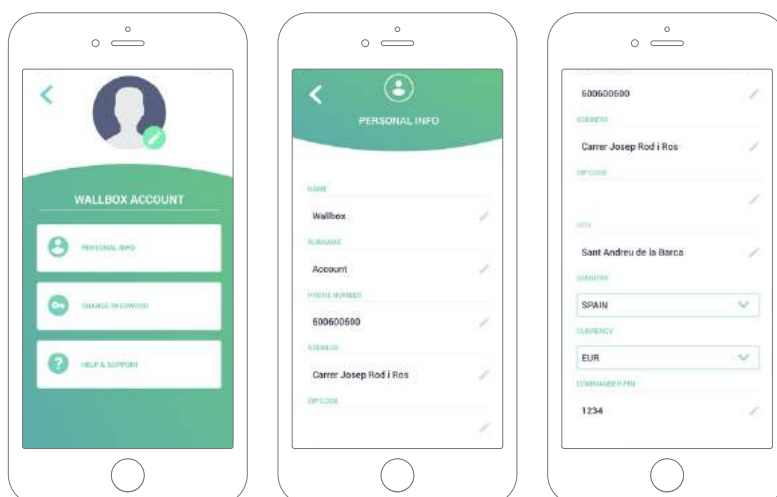 WALLBOX ACCOUNT
PERSONAL INFO
CHANGE PASSWORD
HELP & SUPPORT
PERSONAL INFO
NAME
Wallbox
SURNAME
Account
PHONE NUMBER
600600600
ADDRESS
Carrer Josep Rod i Ros
ZIP CODE
600600600
ADDRESS
Carrer Josep Rod i Ros
ZIP CODE
CITY
Sant Andreu de la Barca
COUNTRY
SPAIN
CURRENCY
EUR
COMMANDER PIN
1234